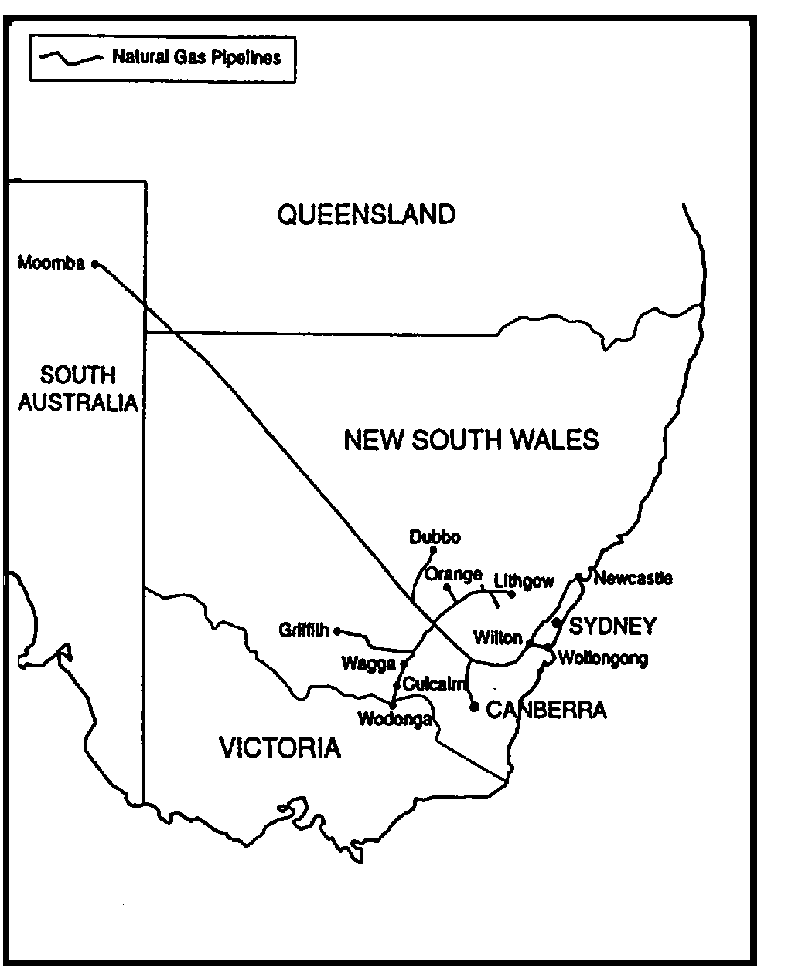 Natural Gas Pipelines
QUEENSLAND
Moomba
SOUTH
AUSTRALIA
NEW SOUTH WALES
Dubbo
Orange
Lithgow
Newcastle
Griffith
SYDNEY
Wilton
Wagga
Wollongong
Culcairn
Wodonga
CANBERRA
VICTORIA